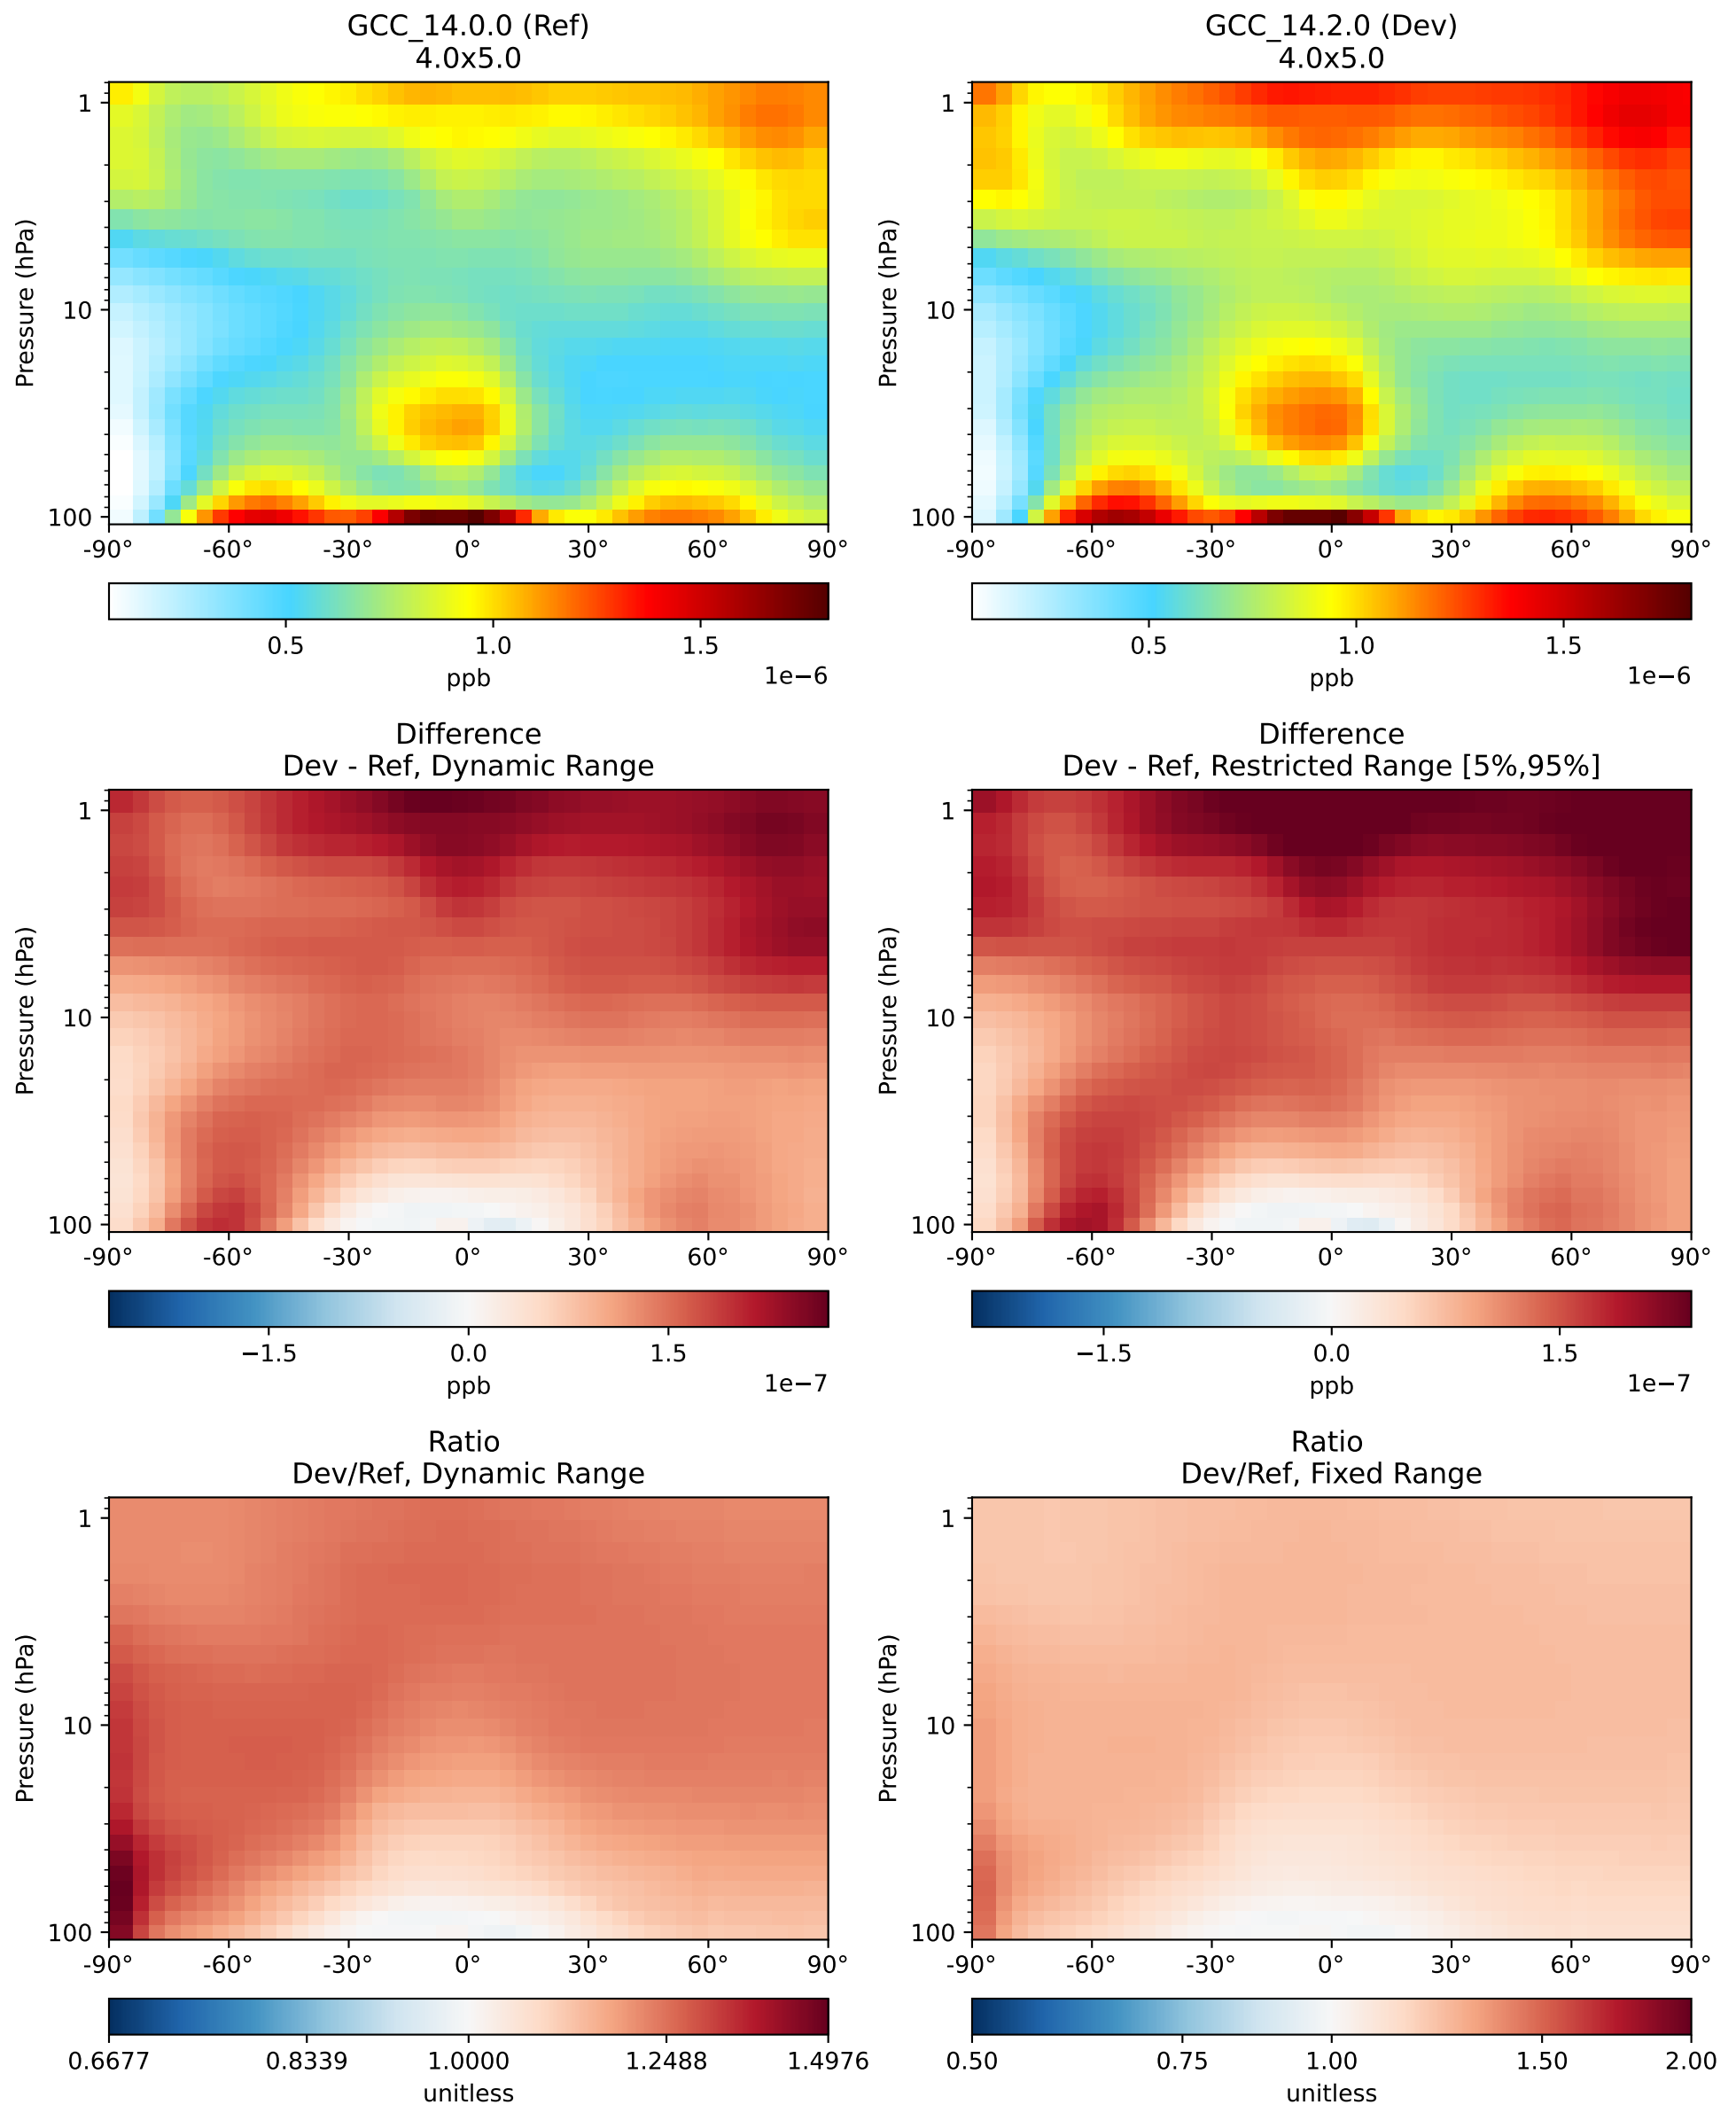 GCC_14.0.0 (Ref)
4.0x5.0
GCC_14.2.0 (Dev)
4.0x5.0
Pressure (hPa)
1
10
100
-90° -60° -30° 0° 30° 60° 90°
0.5 1.0 1.5
ppb
1e−6
Pressure (hPa)
1
10
100
-90° -60° -30° 0° 30° 60° 90°
0.5 1.0 1.5
ppb
1e−6
Difference
Dev - Ref, Dynamic Range
Difference
Dev - Ref, Restricted Range [5%,95%]
Pressure (hPa)
1
10
100
-90° -60° -30° 0° 30° 60° 90°
−1.5 0.0 1.5
ppb
1e−7
Pressure (hPa)
1
10
100
-90° -60° -30° 0° 30° 60° 90°
−1.5 0.0 1.5
ppb
1e−7
Ratio
Dev/Ref, Dynamic Range
Ratio
Dev/Ref, Fixed Range
Pressure (hPa)
1
10
100
-90° -60° -30° 0° 30° 60° 90°
0.6677 0.8339 1.0000 1.2488 1.4976
unitless
Pressure (hPa)
1
10
100
-90° -60° -30° 0° 30° 60° 90°
0.50 0.75 1.00 1.50 2.00
unitless